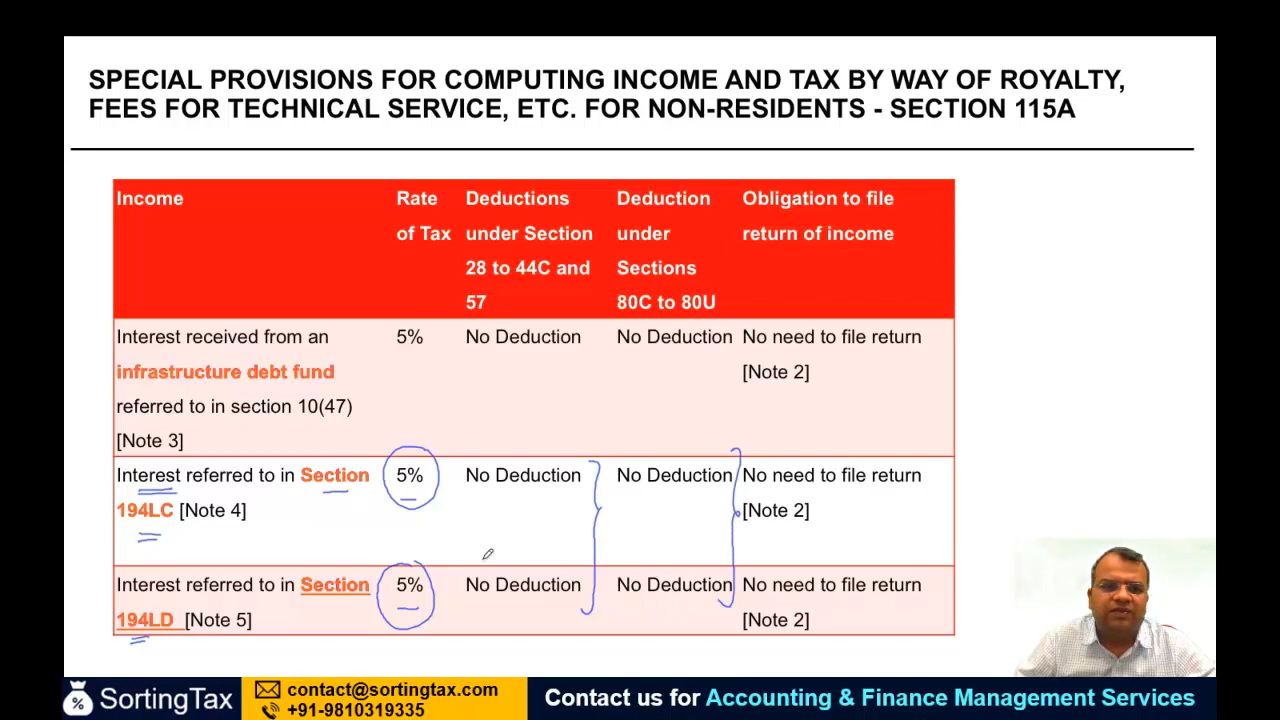 SPECIAL PROVISIONS FOR COMPUTING INCOME AND TAX BY WAY OF ROYALTY,
FEES FOR TECHNICAL SERVICE, ETC. FOR NON-RESIDENTS - SECTION 115A
Income
Rate
of Tax
Deductions
under Section
28 to 44C and
57
Deduction
under
Sections
80C to 80U
Obligation to file
return of income
Interest received from an
infrastructure debt fund
referred to in section 10(47)
[Note 3]
5%
No Deduction
No Deduction
No need to file return
[Note 2]
Interest referred to in Section
194LC [Note 4]
5%
No Deduction
No Deduction
No need to file return
[Note 2]
Interest referred to in Section
194LD [Note 5]
5%
No Deduction
No Deduction
No need to file return
[Note 2]
% SortingTax
contact@sortingtax.com
+91-9810319335
Contact us for Accounting & Finance Management Services